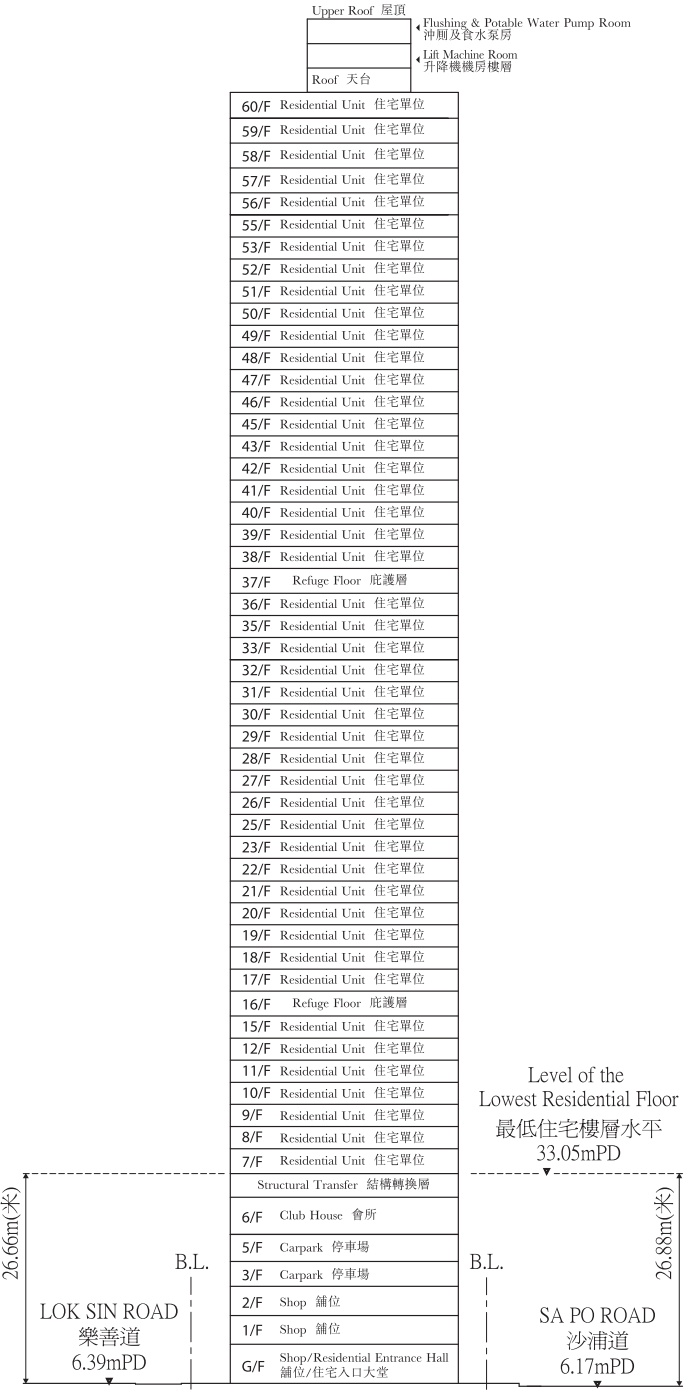 Upper Roof 屋頂
Flushing & Potable Water Pump Room
沖厠及食水泵房
Lift Machine Room
升降機機房樓層
Roof 天台
60/F Residential Unit 住宅單位
59/F Residential Unit 住宅單位
58/F Residential Unit 住宅單位
57/F Residential Unit 住宅單位
56/F Residential Unit 住宅單位
55/F Residential Unit 住宅單位
53/F Residential Unit 住宅單位
52/F Residential Unit 住宅單位
51/F Residential Unit 住宅單位
50/F Residential Unit 住宅單位
49/F Residential Unit 住宅單位
48/F Residential Unit 住宅單位
47/F Residential Unit 住宅單位
46/F Residential Unit 住宅單位
45/F Residential Unit 住宅單位
43/F Residential Unit 住宅單位
42/F Residential Unit 住宅單位
41/F Residential Unit 住宅單位
40/F Residential Unit 住宅單位
39/F Residential Unit 住宅單位
38/F Residential Unit 住宅單位
37/F Refuge Floor 庇護層
36/F Residential Unit 住宅單位
35/F Residential Unit 住宅單位
33/F Residential Unit 住宅單位
32/F Residential Unit 住宅單位
31/F Residential Unit 住宅單位
30/F Residential Unit 住宅單位
29/F Residential Unit 住宅單位
28/F Residential Unit 住宅單位
27/F Residential Unit 住宅單位
26/F Residential Unit 住宅單位
25/F Residential Unit 住宅單位
23/F Residential Unit 住宅單位
22/F Residential Unit 住宅單位
21/F Residential Unit 住宅單位
20/F Residential Unit 住宅單位
19/F Residential Unit 住宅單位
18/F Residential Unit 住宅單位
17/F Residential Unit 住宅單位
16/F Refuge Floor 庇護層
15/F Residential Unit 住宅單位
12/F Residential Unit 住宅單位
11/F Residential Unit 住宅單位
10/F Residential Unit 住宅單位
9/F Residential Unit 住宅單位
8/F Residential Unit 住宅單位
7/F Residential Unit 住宅單位
Level of the
Lowest Residential Floor
最低住宅樓層水平
33.05mPD
Structural Transfer 結構轉換層
6/F Club House 會所
5/F Carpark 停車場
3/F Carpark 停車場
2/F Shop 舖位
1/F Shop 舖位
G/F Shop/Residential Entrance Hall
舖位/住宅入口大堂
26.66m(米)
B.L.
LOK SIN ROAD
樂善道
6.39mPD
26.88m(米)
B.L.
SA PO ROAD
沙浦道
6.17mPD